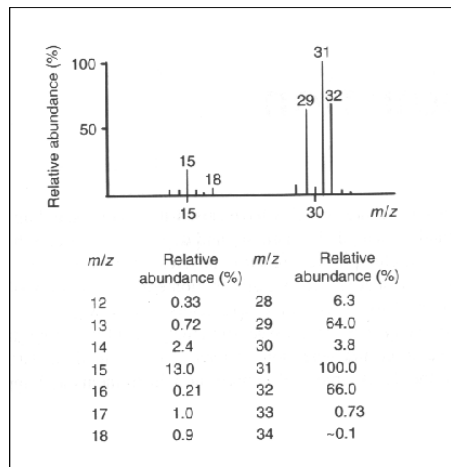 Relative abundance (%)
100
50
31
29
32
15
18
15
30
m/z
m/z Relative abundance (%) m/z Relative abundance (%)
12 0.33 28 6.3
13 0.72 29 64.0
14 2.4 30 3.8
15 13.0 31 100.0
16 0.21 32 66.0
17 1.0 33 0.73
18 0.9 34 ~0.1